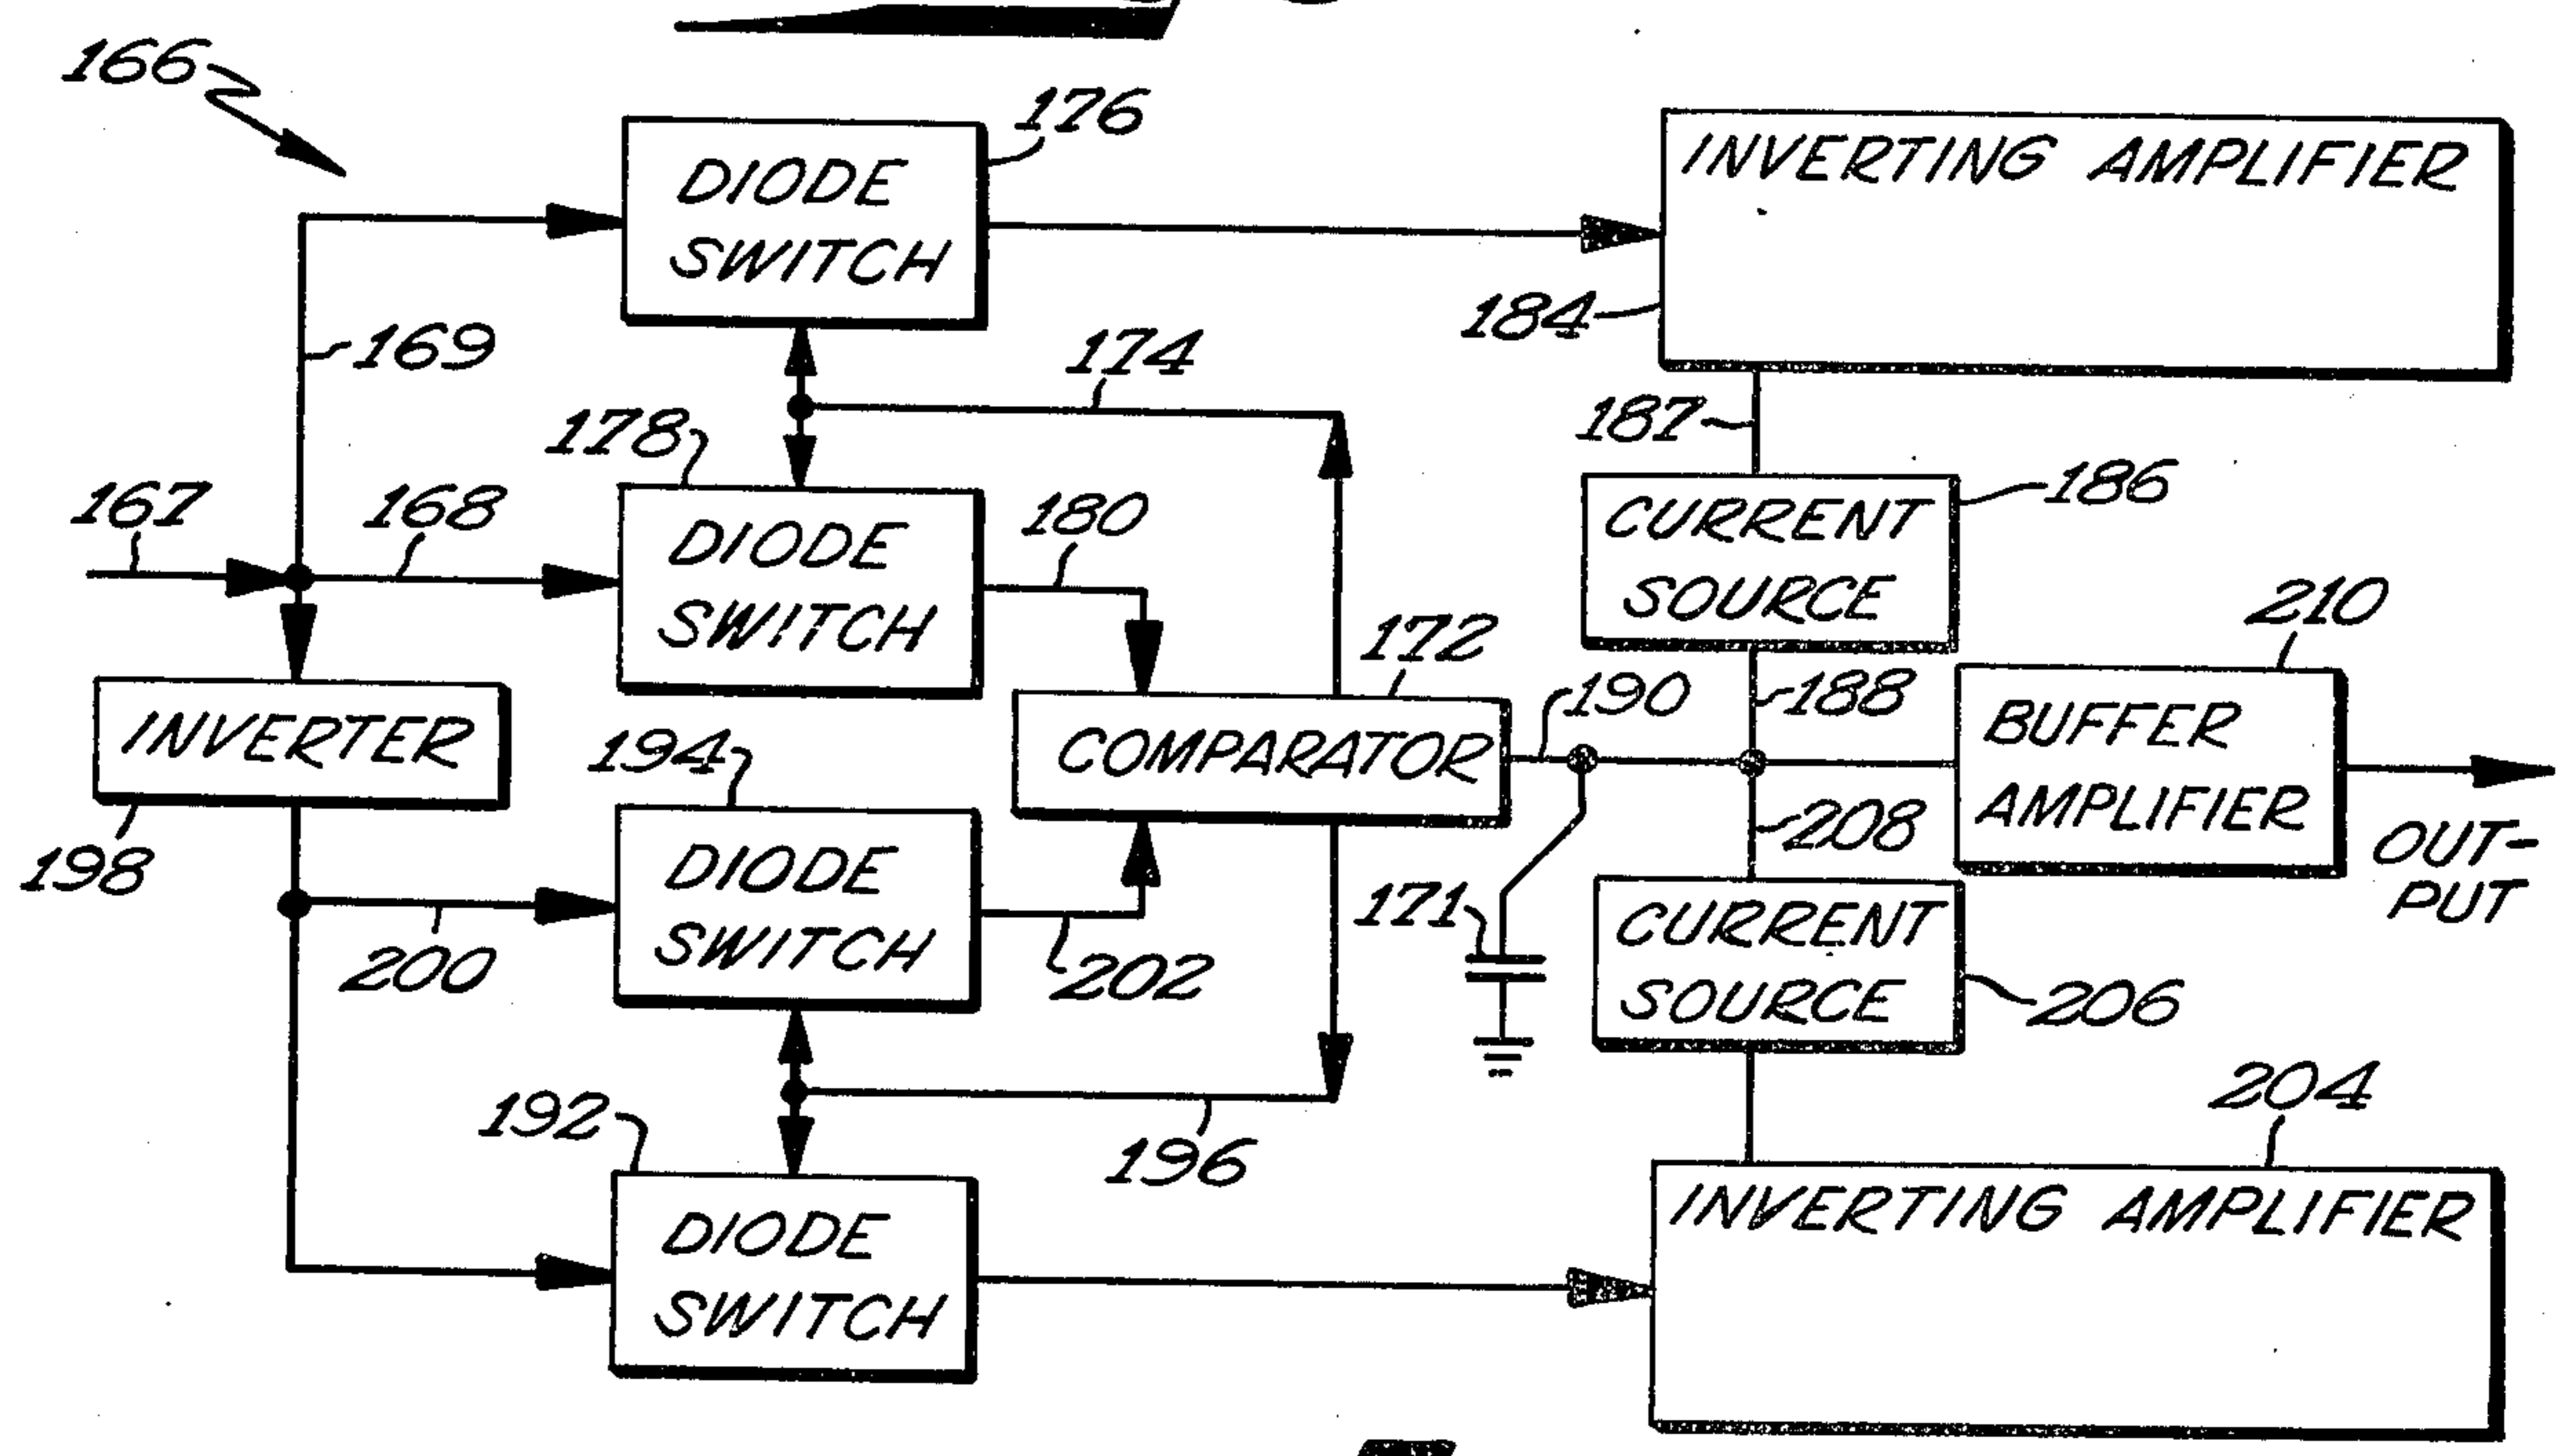 166
176
DIODE
SWITCH
INVERTING AMPLIFIER
184
169
174
187
178
186
167
168
DIODE
SWITCH
180
CURRENT
SOURCE
210
172
190
188
INVERTER
194
COMPARATOR
BUFFER
AMPLIFIER
198
DIODE
SWITCH
208
OUT-
PUT
171
CURRENT
SOURCE
200
202
206
204
192
196
DIODE
SWITCH
INVERTING AMPLIFIER